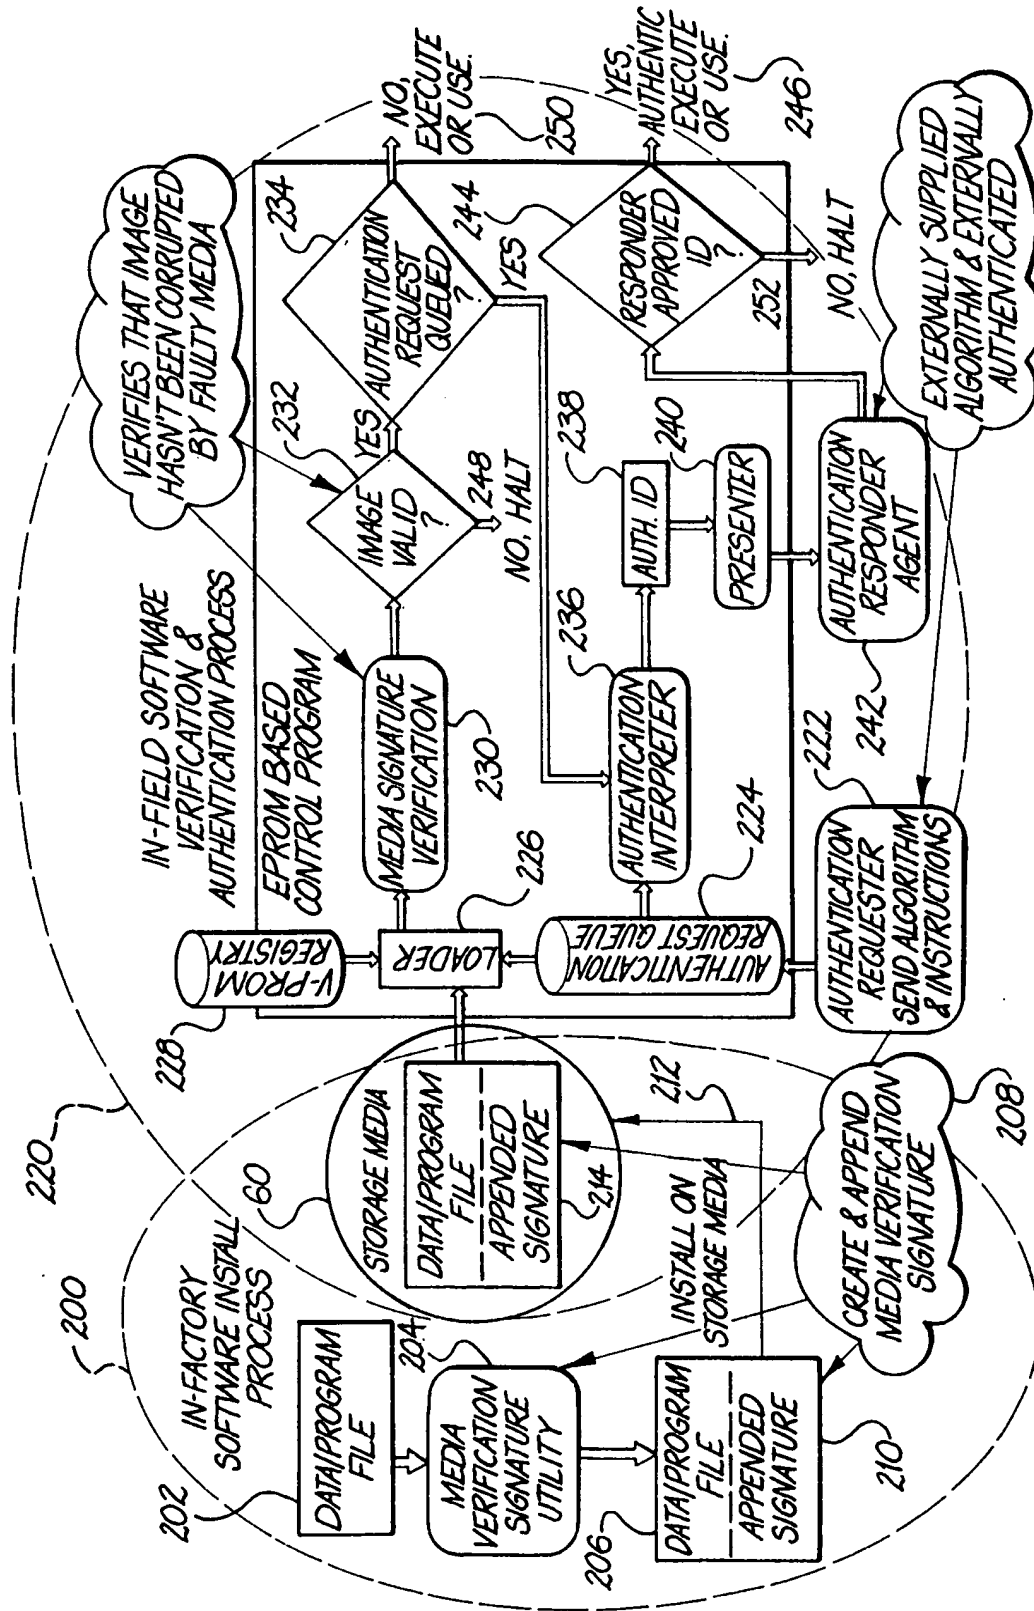 200
IN-FACTORY
SOFTWARE INSTALL
PROCESS
202
DATA/PROGRAM
FILE
204
MEDIA
VERIFICATION
SIGNATURE
UTILITY
206
DATA/PROGRAM
FILE
APPENDED
SIGNATURE
210
INSTALL ON
STORAGE MEDIA
212
CREATE & APPEND
MEDIA VERIFICATION
SIGNATURE
208
60
STORAGE MEDIA
DATA/PROGRAM
FILE
APPENDED
SIGNATURE
214
220
IN-FIELD SOFTWARE
VERIFICATION &
AUTHENTICATION PROCESS
228
V-PROM
REGISTRY
EPROM BASED
CONTROL PROGRAM
LOADER
226
AUTHENTICATION
REQUEST QUEUE
224
AUTHENTICATION
REQUESTER
SEND ALGORITHM
& INSTRUCTIONS
222
MEDIA SIGNATURE
VERIFICATION
230
VERIFIES THAT IMAGE
HASN'T BEEN CORRUPTED
BY FAULTY MEDIA
232
IMAGE
VALID
?
YES
248
NO, HALT
234
AUTHENTICATION
REQUEST
QUEUED
?
YES
NO,
EXECUTE
OR USE.
250
236
AUTHENTICATION
INTERPRETER
238
AUTH. ID
240
PRESENTER
AUTHENTICATION
RESPONDER
AGENT
242
244
RESPONDER
APPROVED
ID
?
YES,
AUTHENTIC
EXECUTE
OR USE.
246
252
NO, HALT
EXTERNALLY SUPPLIED
ALGORITHM & EXTERNALLY
AUTHENTICATED